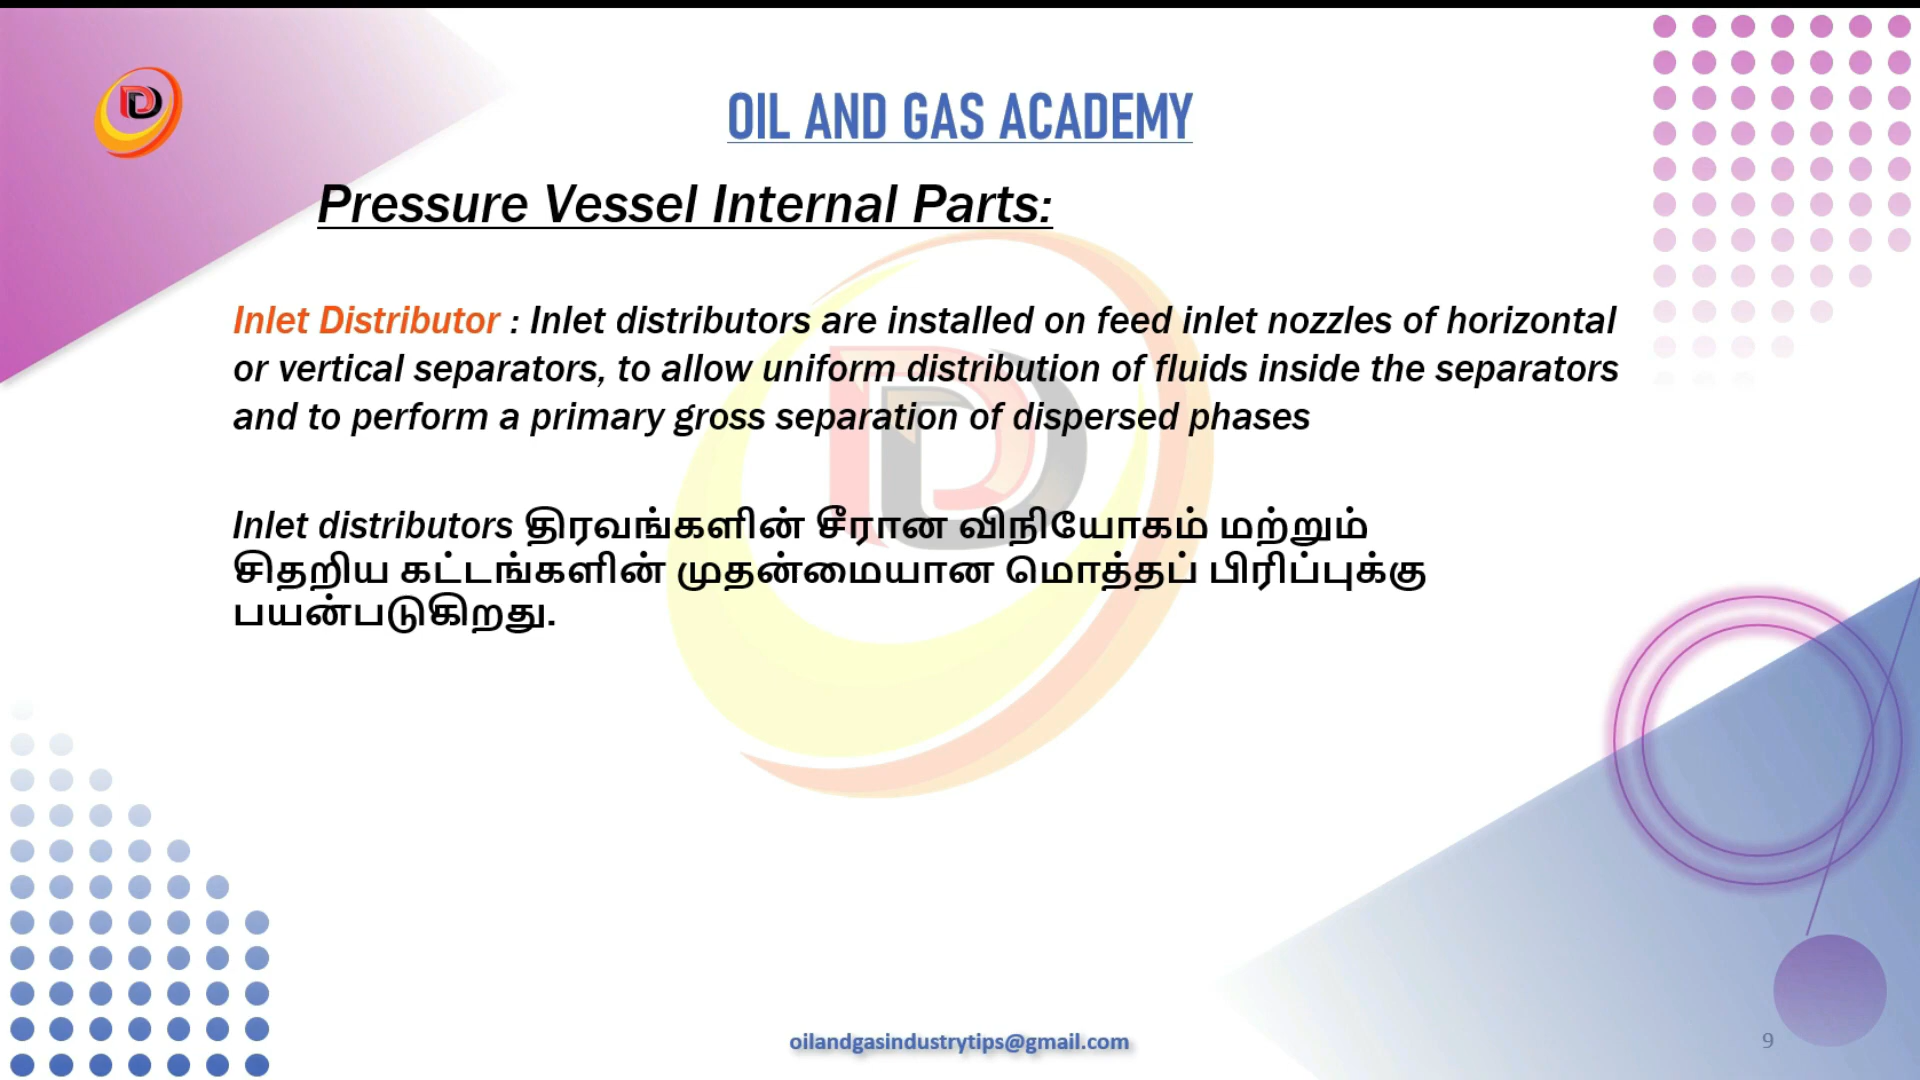 OIL AND GAS ACADEMY
Pressure Vessel Internal Parts:
Inlet Distributor : Inlet distributors are installed on feed inlet nozzles of horizontal
or vertical separators, to allow uniform distribution of fluids inside the separators
and to perform a primary gross separation of dispersed phases
Inlet distributors திரவங்களின் சீரான விநியோகம் மற்றும்
சிதறிய கட்டங்களின் முதன்மையான மொத்தப் பிரிப்புக்கு
பயன்படுகிறது.
oilandgasindustrytips@gmail.com
9